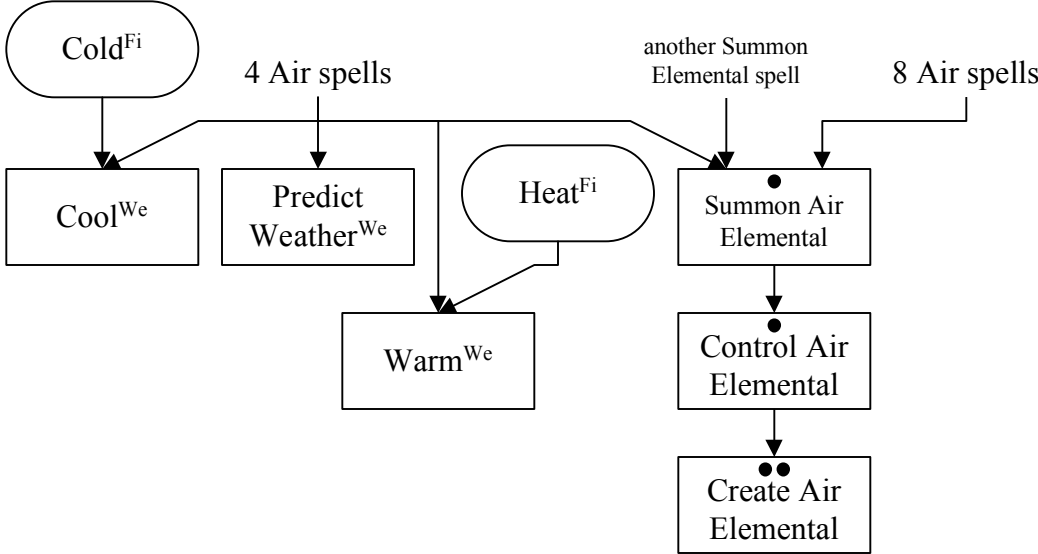 Cold^Fi
4 Air spells
another Summon
Elemental spell
8 Air spells
Cool^We
Predict
Weather^We
Heat^Fi
Summon Air
Elemental
Warm^We
Control Air
Elemental
Create Air
Elemental